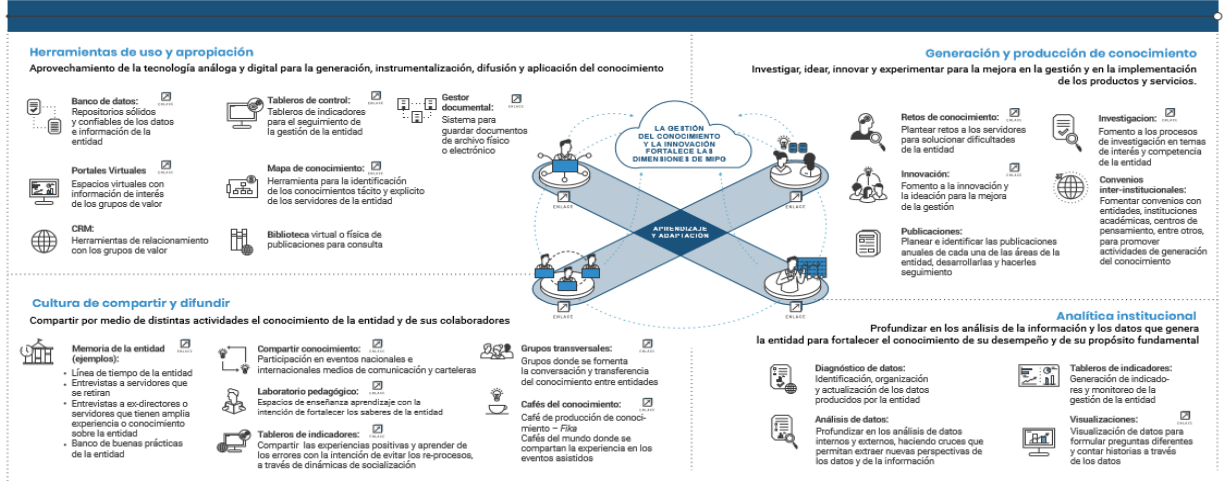 Herramientas de uso y apropiación
Aprovechamiento de la tecnología análoga y digital para la generación, instrumentalización, difusión y aplicación del conocimiento
Banco de datos:
Repositorios sólidos
y confiables de los datos
e información de la
entidad
ENLACE
Tableros de control:
Tableros de indicadores
para el seguimiento de
la gestión de la entidad
ENLACE
Gestor
documental:
Sistema para
guardar documentos
de archivo físico
o electrónico
ENLACE
Portales Virtuales
Espacios virtuales con
información de interés
de los grupos de valor
ENLACE
Mapa de conocimiento:
Herramienta para la identificación
de los conocimientos tácito y explicito
de los servidores de la entidad
ENLACE
CRM:
Herramientas de relacionamiento
con los grupos de valor
ENLACE
Biblioteca virtual o física de
publicaciones para consulta
LA GESTIÓN
DEL CONOCIMIENTO
Y LA INNOVACIÓN
FORTALECE LAS
DIMENSIONES DE MIPG
ENLACE
ENLACE
APRENDIZAJE
Y ADAPTACIÓN
ENLACE
ENLACE
Generación y producción de conocimiento
Investigar, idear, innovar y experimentar para la mejora en la gestión y en la implementación
de los productos y servicios.
Retos de conocimiento:
Plantear retos a los servidores
para solucionar dificultades
de la entidad
ENLACE
Investigacion:
Fomento a los procesos
de investigación en temas
de interés y competencia
de la entidad
ENLACE
Innovación:
Fomento a la innovación y
la ideación para la mejora
de la gestión
ENLACE
Convenios
inter-institucionales:
Fomentar convenios con
entidades, instituciones
académicas, centros de
pensamiento, entre otros,
para promover
actividades de generación
del conocimiento
Publicaciones:
Planear e identificar las publicaciones
anuales de cada una de las áreas de la
entidad, desarrollarlas y hacerles
seguimiento
Cultura de compartir y difundir
Compartir por medio de distintas actividades el conocimiento de la entidad y de sus colaboradores
Memoria de la entidad
(ejemplos):
ENLACE
• Línea de tiempo de la entidad
• Entrevistas a servidores que
se retiran
• Entrevistas a ex-directores o
servidores que tienen amplia
experiencia o conocimiento
sobre la entidad
• Banco de buenas prácticas
de la entidad
Compartir conocimiento:
Participación en eventos nacionales e
internacionales medios de comunicación y carteleras
ENLACE
Laboratorio pedagógico:
Espacios de enseñanza aprendizaje con la
intención de fortalecer los saberes de la entidad
ENLACE
Tableros de indicadores:
Compartir las experiencias positivas y aprender de
los errores con la intención de evitar los re-procesos,
a través de dinámicas de socialización
ENLACE
Grupos transversales:
Grupos donde se fomenta
la conversación y transferencia
del conocimiento entre entidades
ENLACE
Cafés del conocimiento:
Café de producción de conoci-
miento – Fika
Cafés del mundo donde se
compartan la experiencia en los
eventos asistidos
ENLACE
Analítica institucional
Profundizar en los análisis de la información y los datos que genera
la entidad para fortalecer el conocimiento de su desempeño y de su propósito fundamental
Diagnóstico de datos:
Identificación, organización
y actualización de los datos
producidos por la entidad
ENLACE
Tableros de indicadores:
Generación de indicado-
res y monitoreo de la
gestión de la entidad
ENLACE
Análisis de datos:
Profundizar en los análisis de datos
internos y externos, haciendo cruces que
permitan extraer nuevas perspectivas de
los datos y de la información
ENLACE
Visualizaciones:
Visualización de datos para
formular preguntas diferentes
y contar historias a través
de los datos
ENLACE